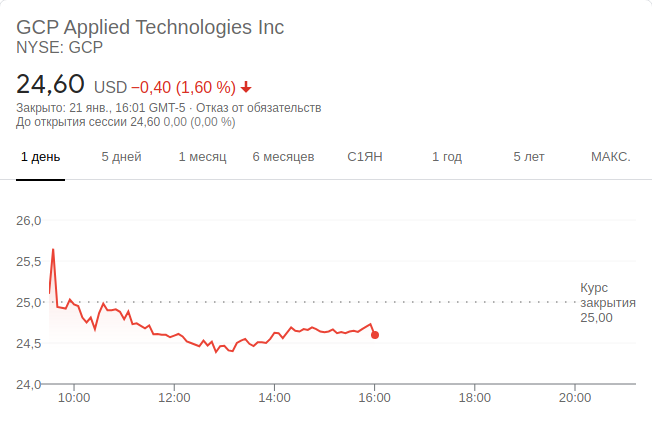 GCP Applied Technologies Inc
NYSE: GCP
24,60 USD −0,40 (1,60 %) ↓
Закрыто: 21 янв., 16:01 GMT-5 · Отказ от обязательств
До открытия сессии 24,60 0,00 (0,00 %)
1 день 5 дней 1 месяц 6 месяцев С1ЯН 1 год 5 лет МАКС.
26,0
25,5
25,0
24,5
24,0
Курс
закрытия
25,00
10:00 12:00 14:00 16:00 18:00 20:00